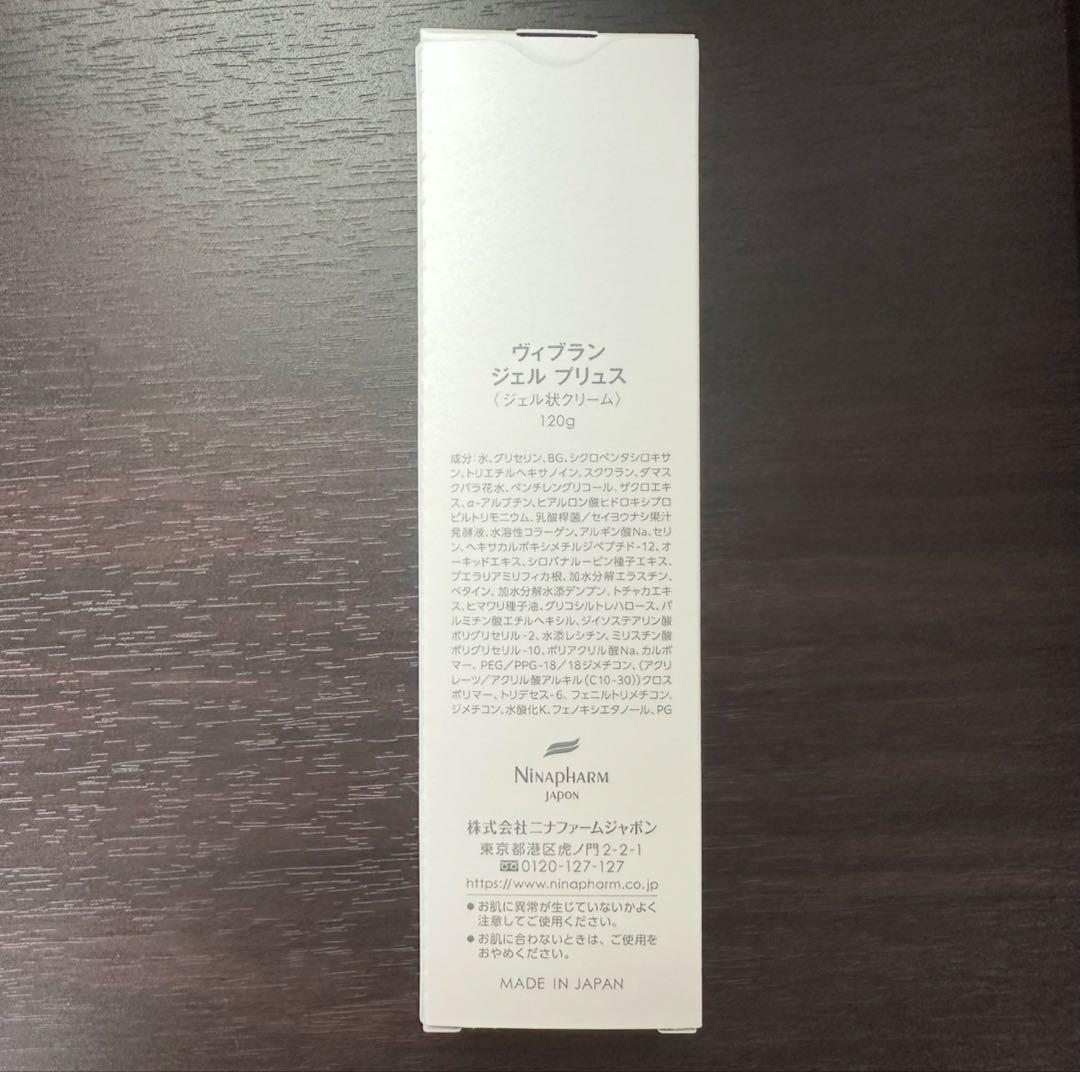 ヴィブラン
ジェル プリュス
〈ジェル状クリーム〉
120g
成分:水、グリセリン、BG、シクロペンタシロキサ
ン、トリエチルヘキサノイン、スクワラン、ダマス
クバラ花水、ペンチレングリコール、ザクロエキ
ス、α-アルブチン、ヒアルロン酸ヒドロキシプロ
ピルトリモニウム、乳酸桿菌/セイヨウナシ果汁
発酵液、水溶性コラーゲン、アルギン酸Na、セリ
ン、ヘキサカルボキシメチルジペプチド-12、オ
ーキッドエキス、シロバナルーピン種子エキス、
プエラリアミリフィカ根、加水分解エラスチン、
ベタイン、加水分解水添デンプン、トチャカエキ
ス、ヒマワリ種子油、グリコシルトレハロース、パ
ルミチン酸エチルヘキシル、ジイソステアリン酸
ポリグリセリル-2、水添レシチン、ミリスチン酸
ポリグリセリル-10、ポリアクリル酸Na、カルボ
マー、PEG/PPG-18/18ジメチコン、(アクリ
レーツ/アクリル酸アルキル(C10-30))クロス
ポリマー、トリデセス-6、フェニルトリメチコン、
ジメチコン、水酸化K、フェノキシエタノール、PG
NINAPHARM
JAPON
株式会社ニナファームジャポン
東京都港区虎ノ門2-2-1
0120-127-127
https://www.ninapharm.co.jp
●お肌に異常が生じていないかよく
注意してご使用ください。
●お肌に合わないときは、ご使用を
おやめください。
MADE IN JAPAN